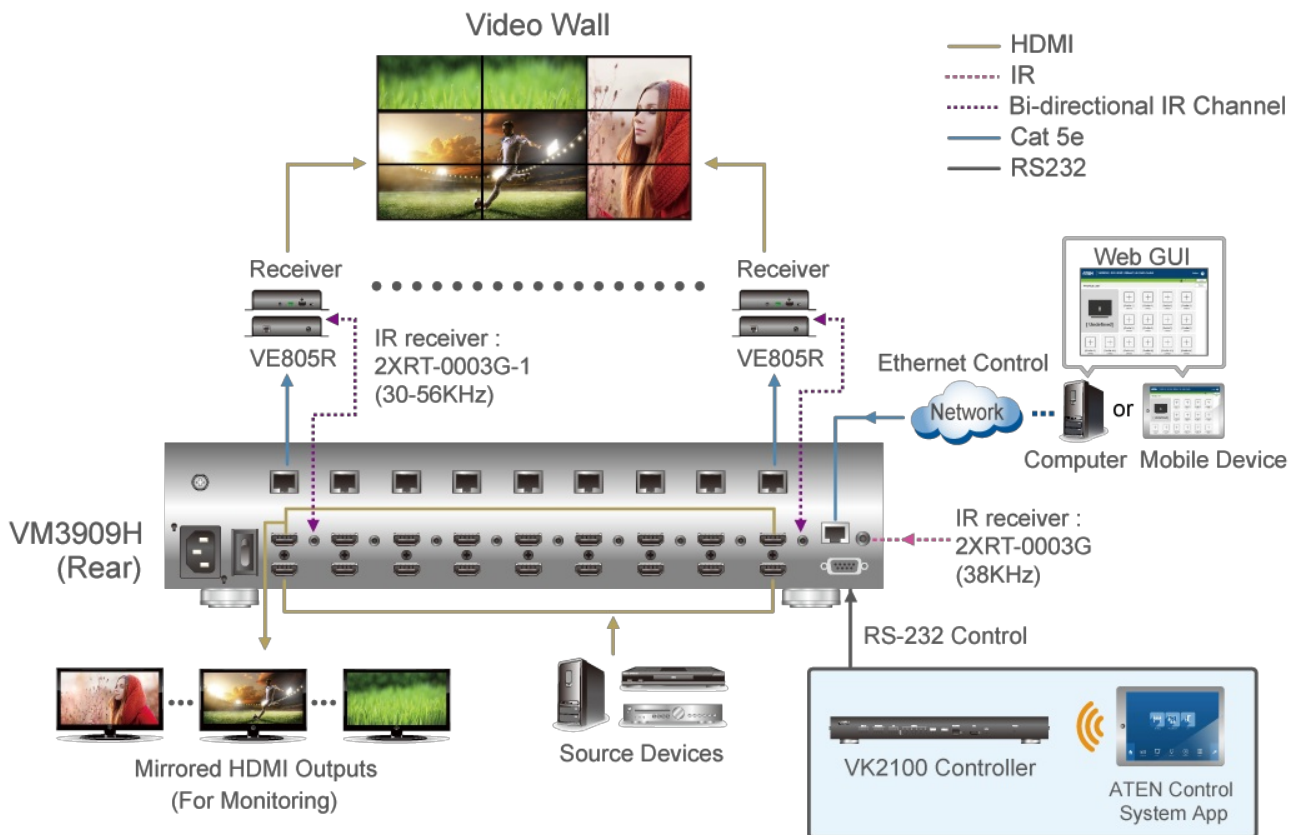 Video Wall
HDMI
IR
Bi-directional IR Channel
Cat 5e
RS232
Receiver
VE805R
IR receiver :
2XRT-0003G-1
(30-56KHz)
Receiver
VE805R
Web GUI
Ethernet Control
Network
or
Computer
Mobile Device
VM3909H
(Rear)
IR receiver :
2XRT-0003G
(38KHz)
RS-232 Control
Mirrored HDMI Outputs
(For Monitoring)
Source Devices
VK2100 Controller
ATEN Control
System App